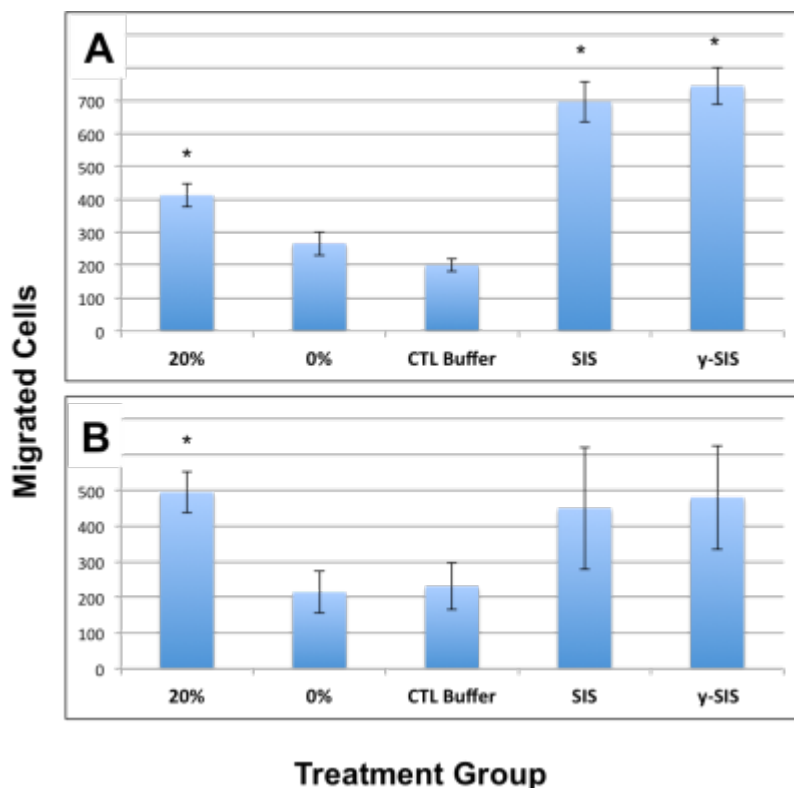 A
*
*
*
700
600
500
400
300
200
100
0
20%
0%
CTL Buffer
SIS
y-SIS
Migrated Cells
B
*
500
400
300
200
100
0
20%
0%
CTL Buffer
SIS
y-SIS
Treatment Group